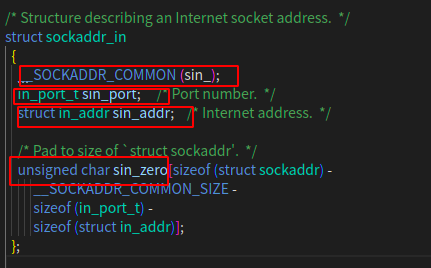 /* Structure describing an Internet socket address.  */
struct sockaddr_in
{
__SOCKADDR_COMMON (sin_);
in_port_t sin_port;    /* Port number.  */
struct in_addr sin_addr;   /* Internet address.  */
/* Pad to size of `struct sockaddr'.  */
unsigned char sin_zero[sizeof (struct sockaddr) -
__SOCKADDR_COMMON_SIZE -
sizeof (in_port_t) -
sizeof (struct in_addr)];
};